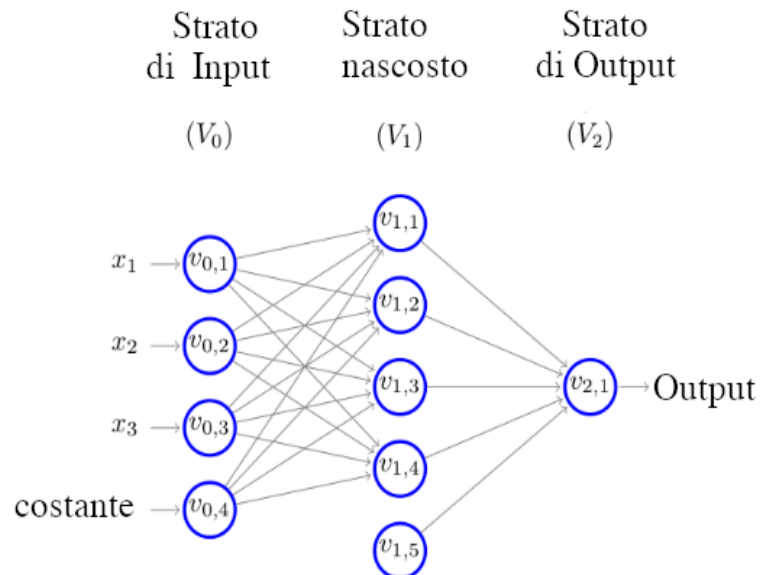 Strato
di Input
Strato
nascosto
Strato
di Output
(V₀)
(V₁)
(V₂)
x₁
x₂
x₃
costante
v₀,₁
v₀,₂
v₀,₃
v₀,₄
v₁,₁
v₁,₂
v₁,₃
v₁,₄
v₁,₅
v₂,₁
Output